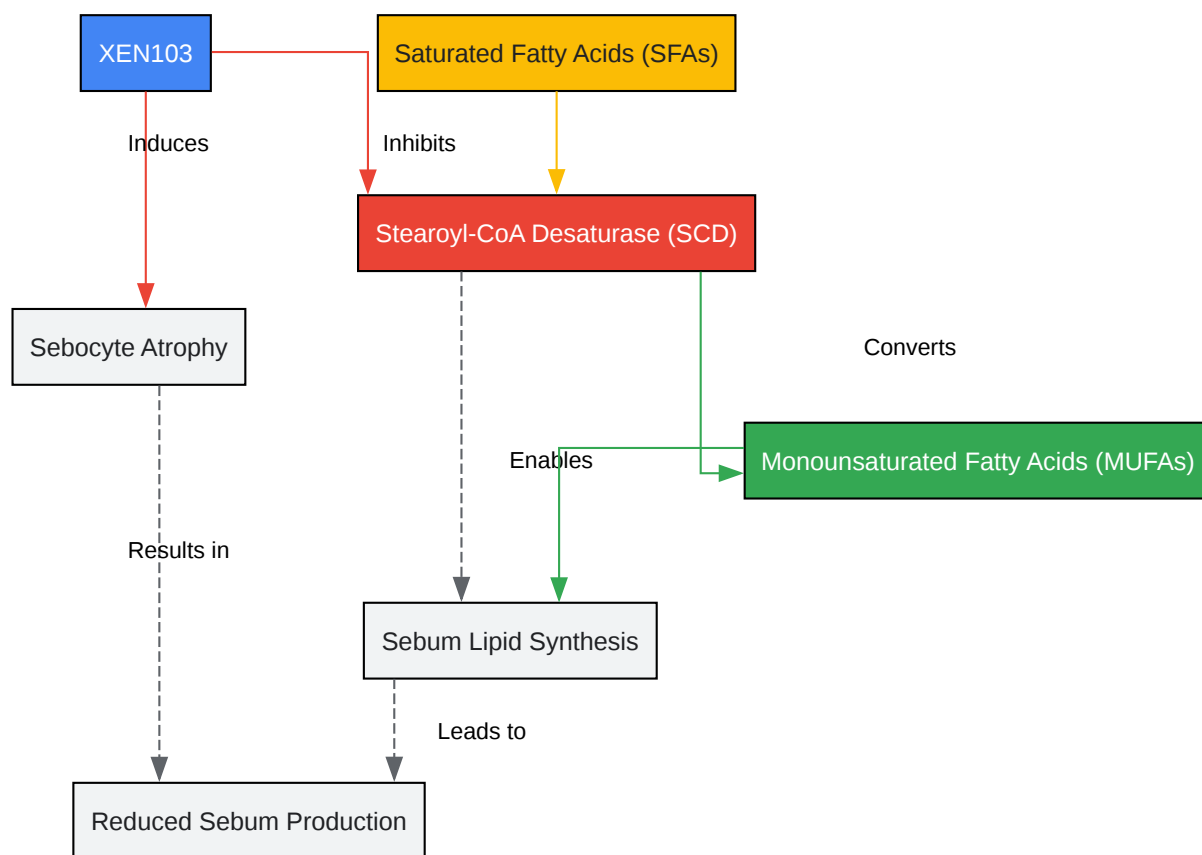 XEN103
Saturated Fatty Acids (SFAs)
Induces
Inhibits
Stearoyl-CoA Desaturase (SCD)
Sebocyte Atrophy
Converts
Enables
Monounsaturated Fatty Acids (MUFAs)
Results in
Sebum Lipid Synthesis
Leads to
Reduced Sebum Production